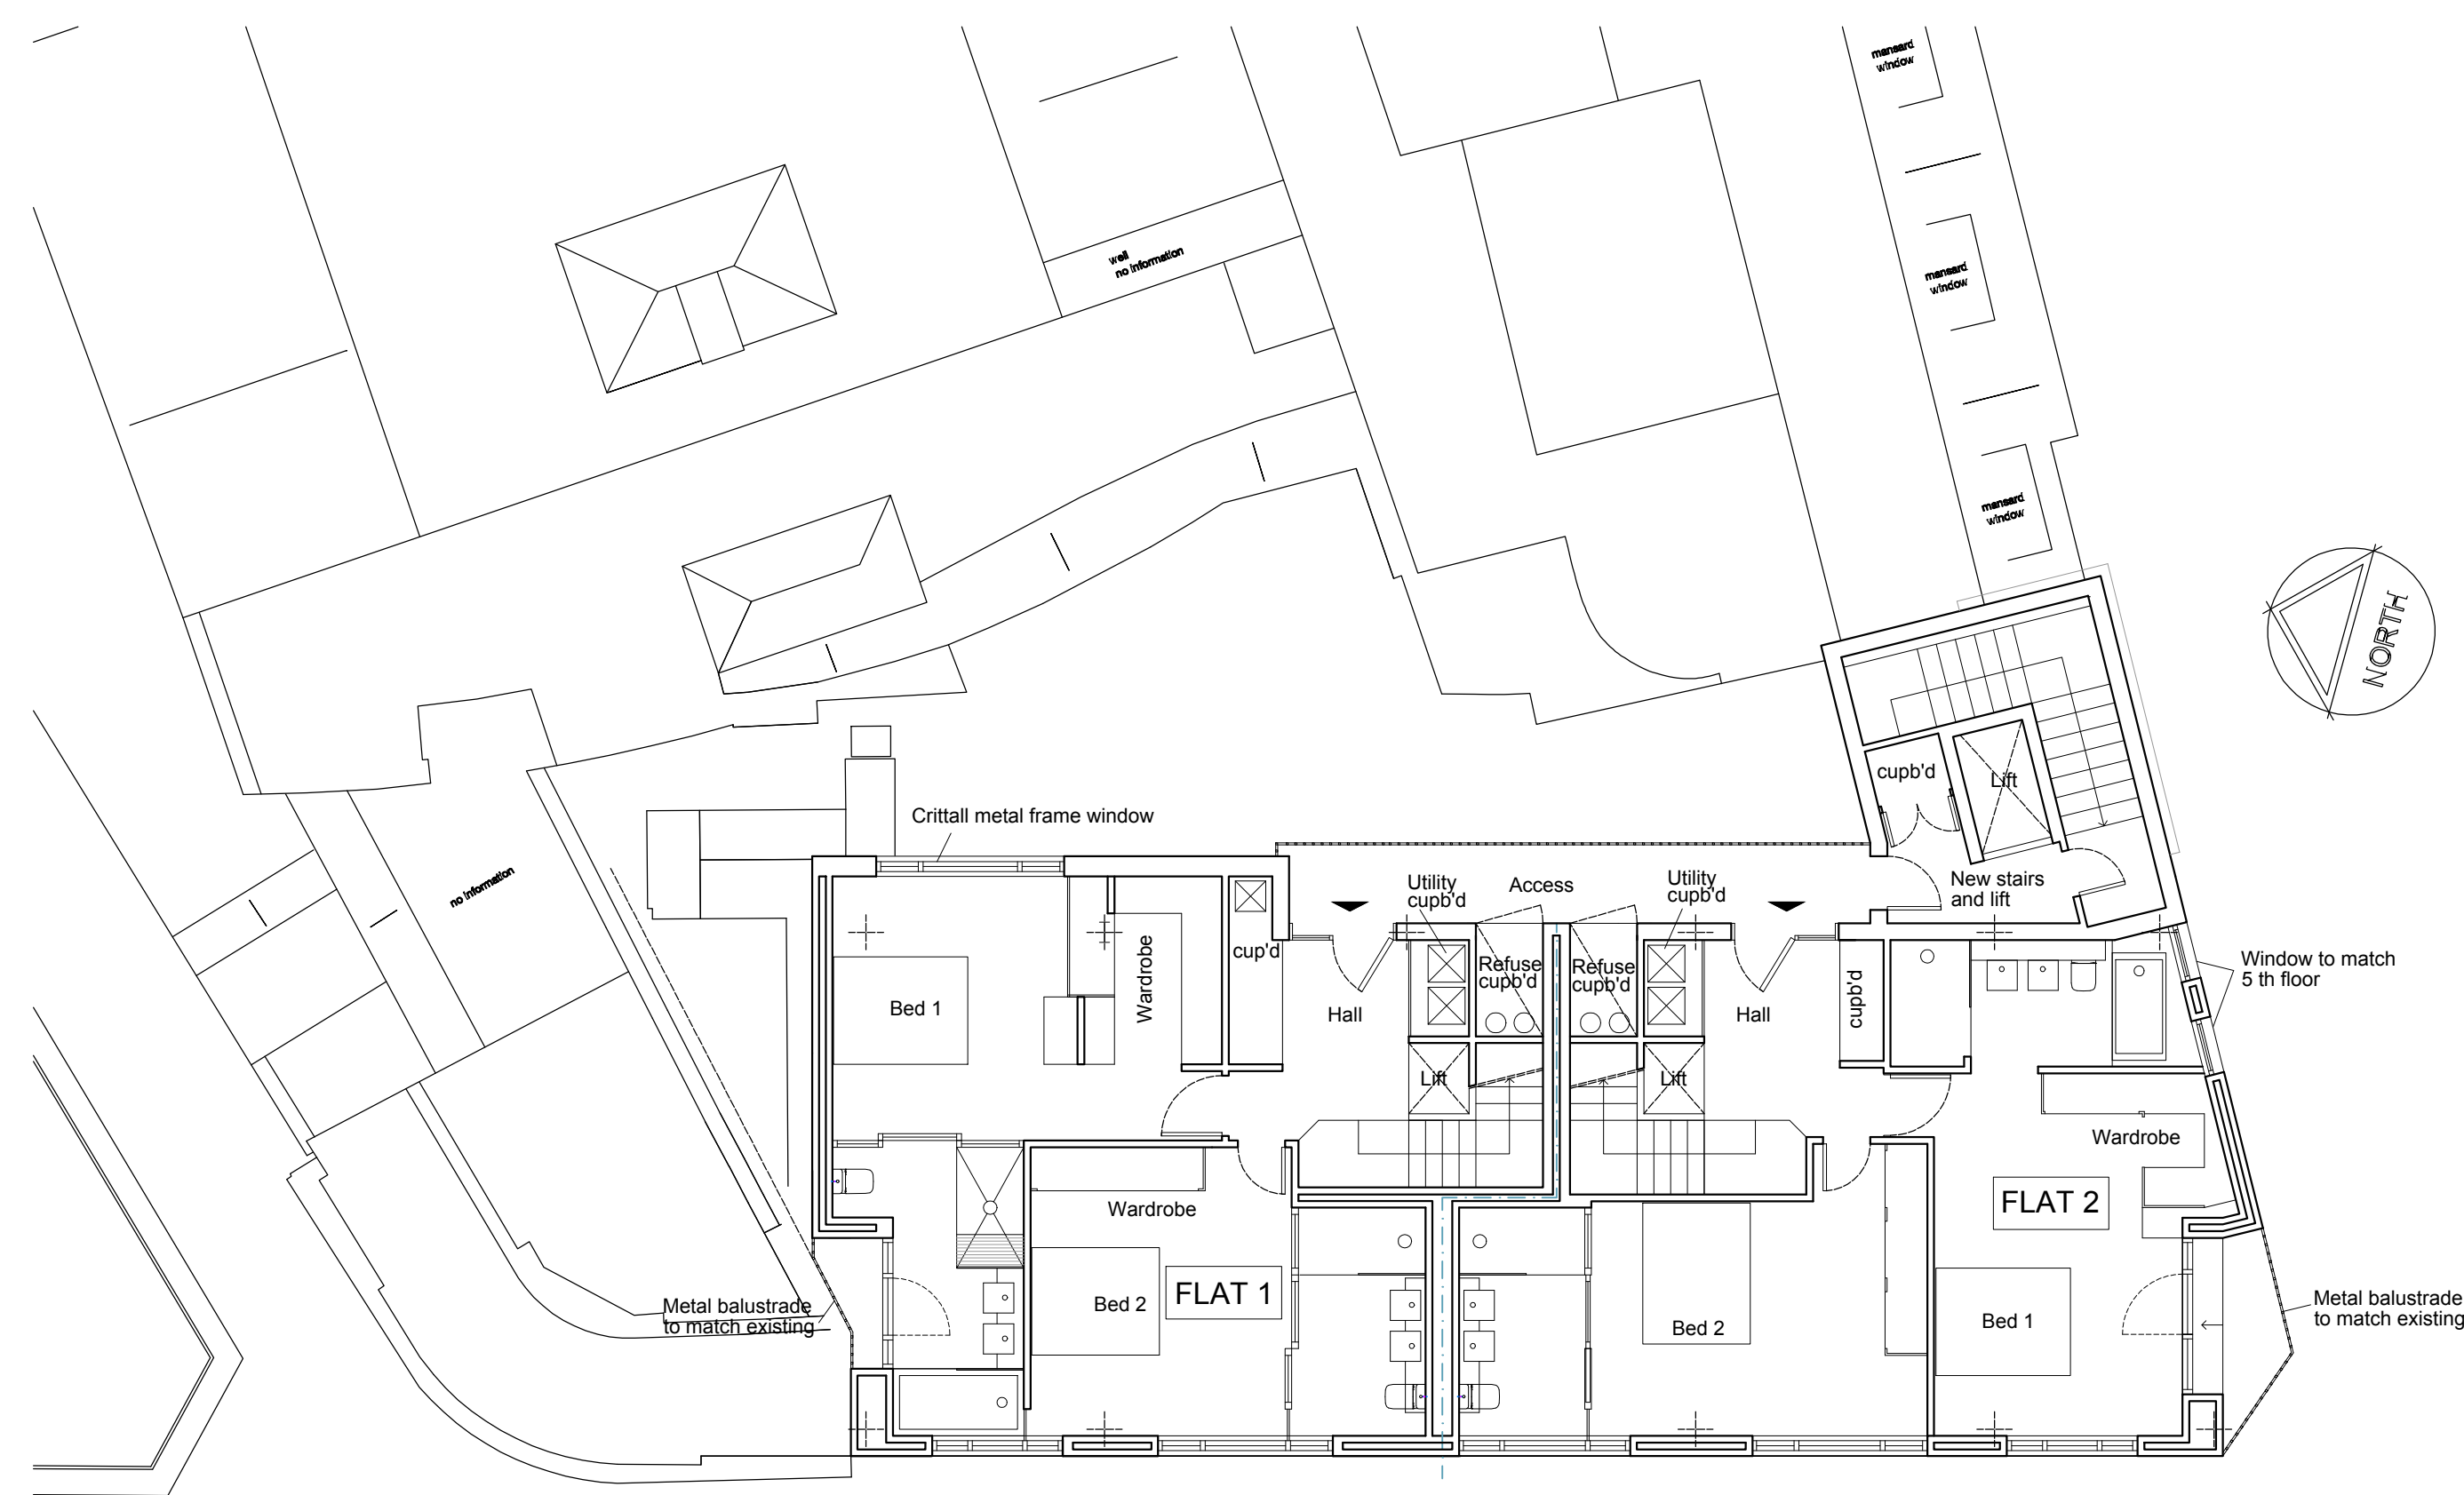 mansard
window
well
no information
mansard
window
mansard
window
NORTH
cupb'd
Lift
Crittall metal frame window
no information
Utility
cupb'd
Access
Utility
cupb'd
New stairs
and lift
Wardrobe
cup'd
Refuse
cupb'd
Refuse
cupb'd
Window to match
5 th floor
Bed 1
Hall
Hall
cupb'd
Lift
Lift
Wardrobe
Wardrobe
FLAT 2
Metal balustrade
to match existing
Bed 2
FLAT 1
Bed 2
Bed 1
Metal balustrade
to match existing